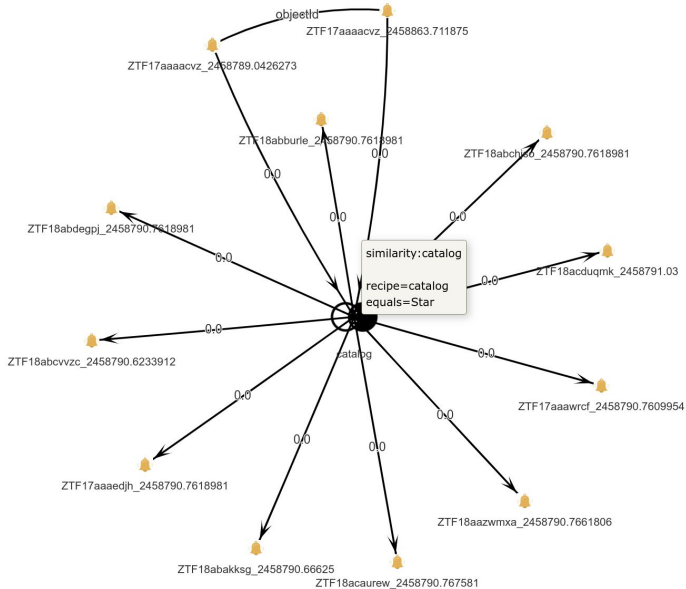 objectId
ZTF17aaaacvz_2458863.711875
ZTF17aaaacvz_2458789.0426273
ZTF18abburle_2458790.7618981
0.0
ZTF18abchjso_2458790.7618981
0.0
0.0
0.0
ZTF18abdegpj_2458790.7618981
0.0
similarity:catalog
recipe=catalog
equals=Star
0.0
ZTF18acduqmk_2458791.03
0.0
catalog
ZTF18abcvvzc_2458790.6233912
0.0
ZTF17aaawrcf_2458790.7609954
0.0
0.0
0.0
0.0
ZTF17aaaedjh_2458790.7618981
ZTF18aazwmxa_2458790.7661806
ZTF18abakksg_2458790.66625
ZTF18acaurew_2458790.767581